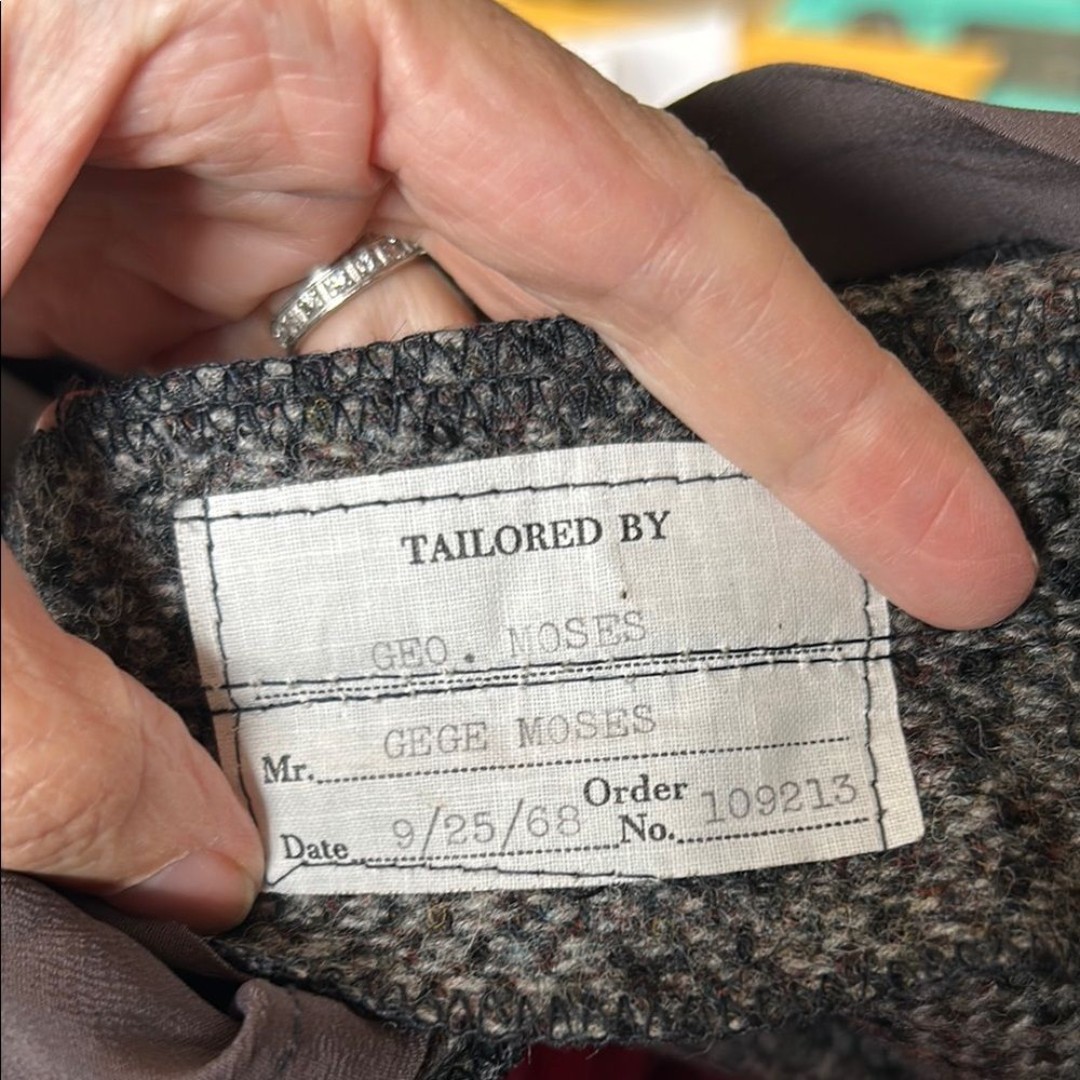 TAILORED BY
GEO. MOSES
Mr. GEGE MOSES
Date 9/25/68 Order No. 109213